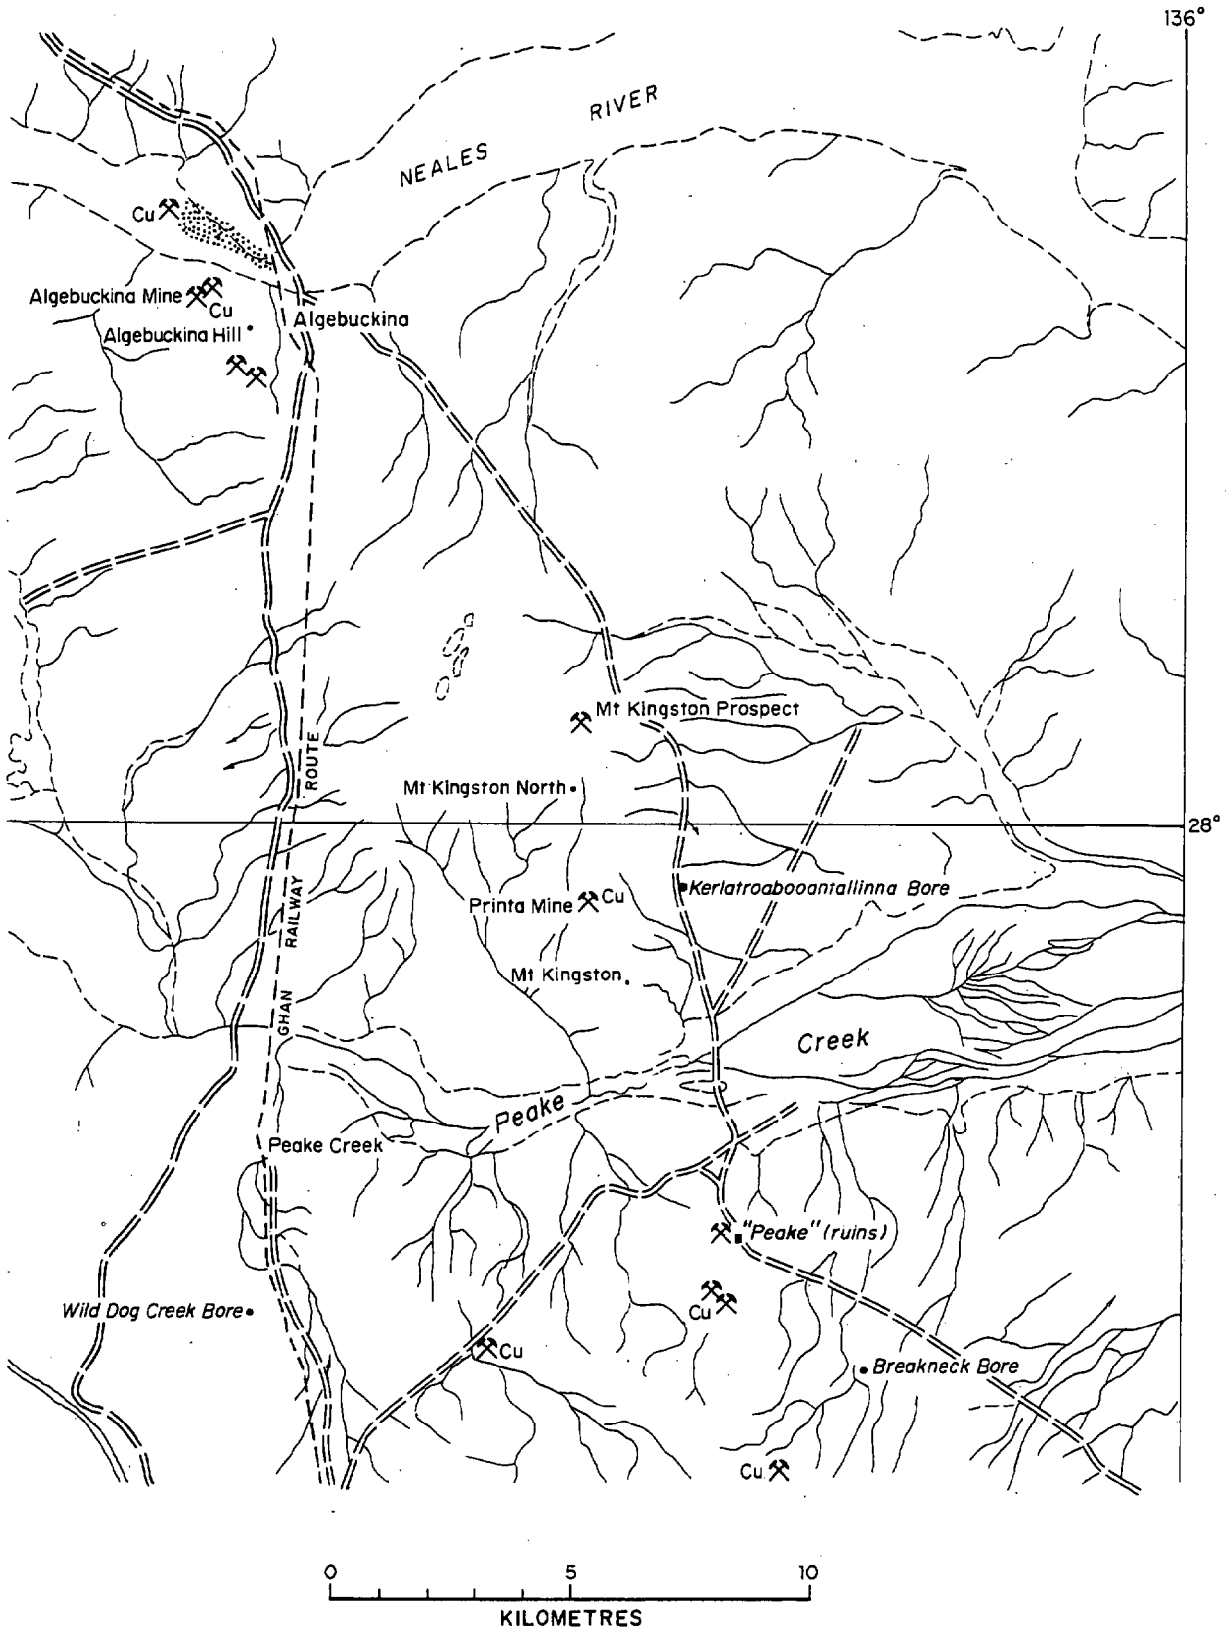 136°
NEALES RIVER
Cu
Algebuckina Mine
Cu
Algebuckina Hill
Algebuckina
Mt Kingston Prospect
ROUTE
Mt Kingston North
28°
Kerlatroabooantallinna Bore
Printa Mine Cu
RAILWAY
Mt Kingston
GHAN
Creek
Peake
Peake Creek
"Peake" (ruins)
Wild Dog Creek Bore
Cu
Cu
Breakneck Bore
Cu
0 5 10
KILOMETRES